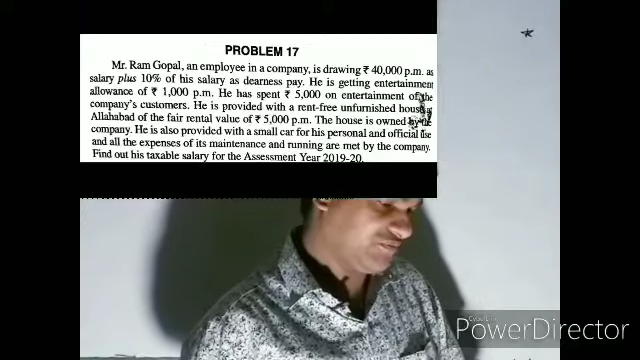 PROBLEM 17
Mr. Ram Gopal, an employee in a company, is drawing ₹ 40,000 p.m. as
salary plus 10% of his salary as dearness pay. He is getting entertainment
allowance of ₹ 1,000 p.m. He has spent ₹ 5,000 on entertainment of the
company's customers. He is provided with a rent-free unfurnished house
Allahabad of the fair rental value of ₹ 5,000 p.m. The house is owned by the
company. He is also provided with a small car for his personal and official use
and all the expenses of its maintenance and running are met by the company.
Find out his taxable salary for the Assessment Year 2019-20.
PowerDirector